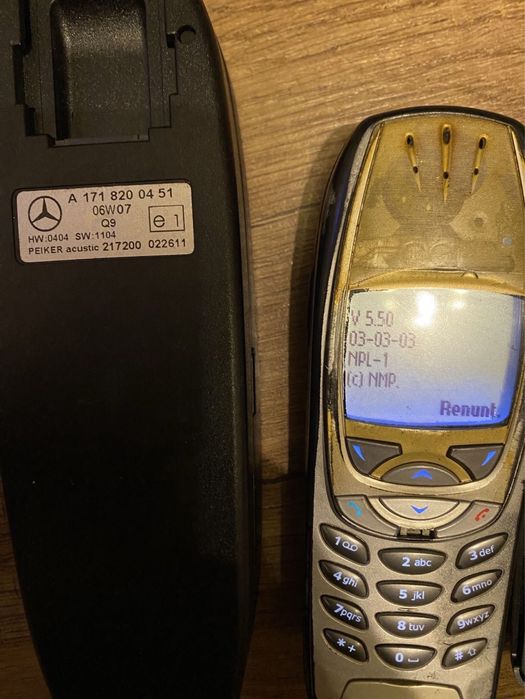 A 171 820 04 51
06W07
Q9
e 1
HW:0404 SW:1104
PEIKER acustic 217200 022611
V 5.50
03-03-03
NPL-1
(c) NMP.
Renunt.
1
2 abc
3 def
4 ghi
5 jkl
6 mno
7 pqrs
8 tuv
9 wxyz
* +
0
#